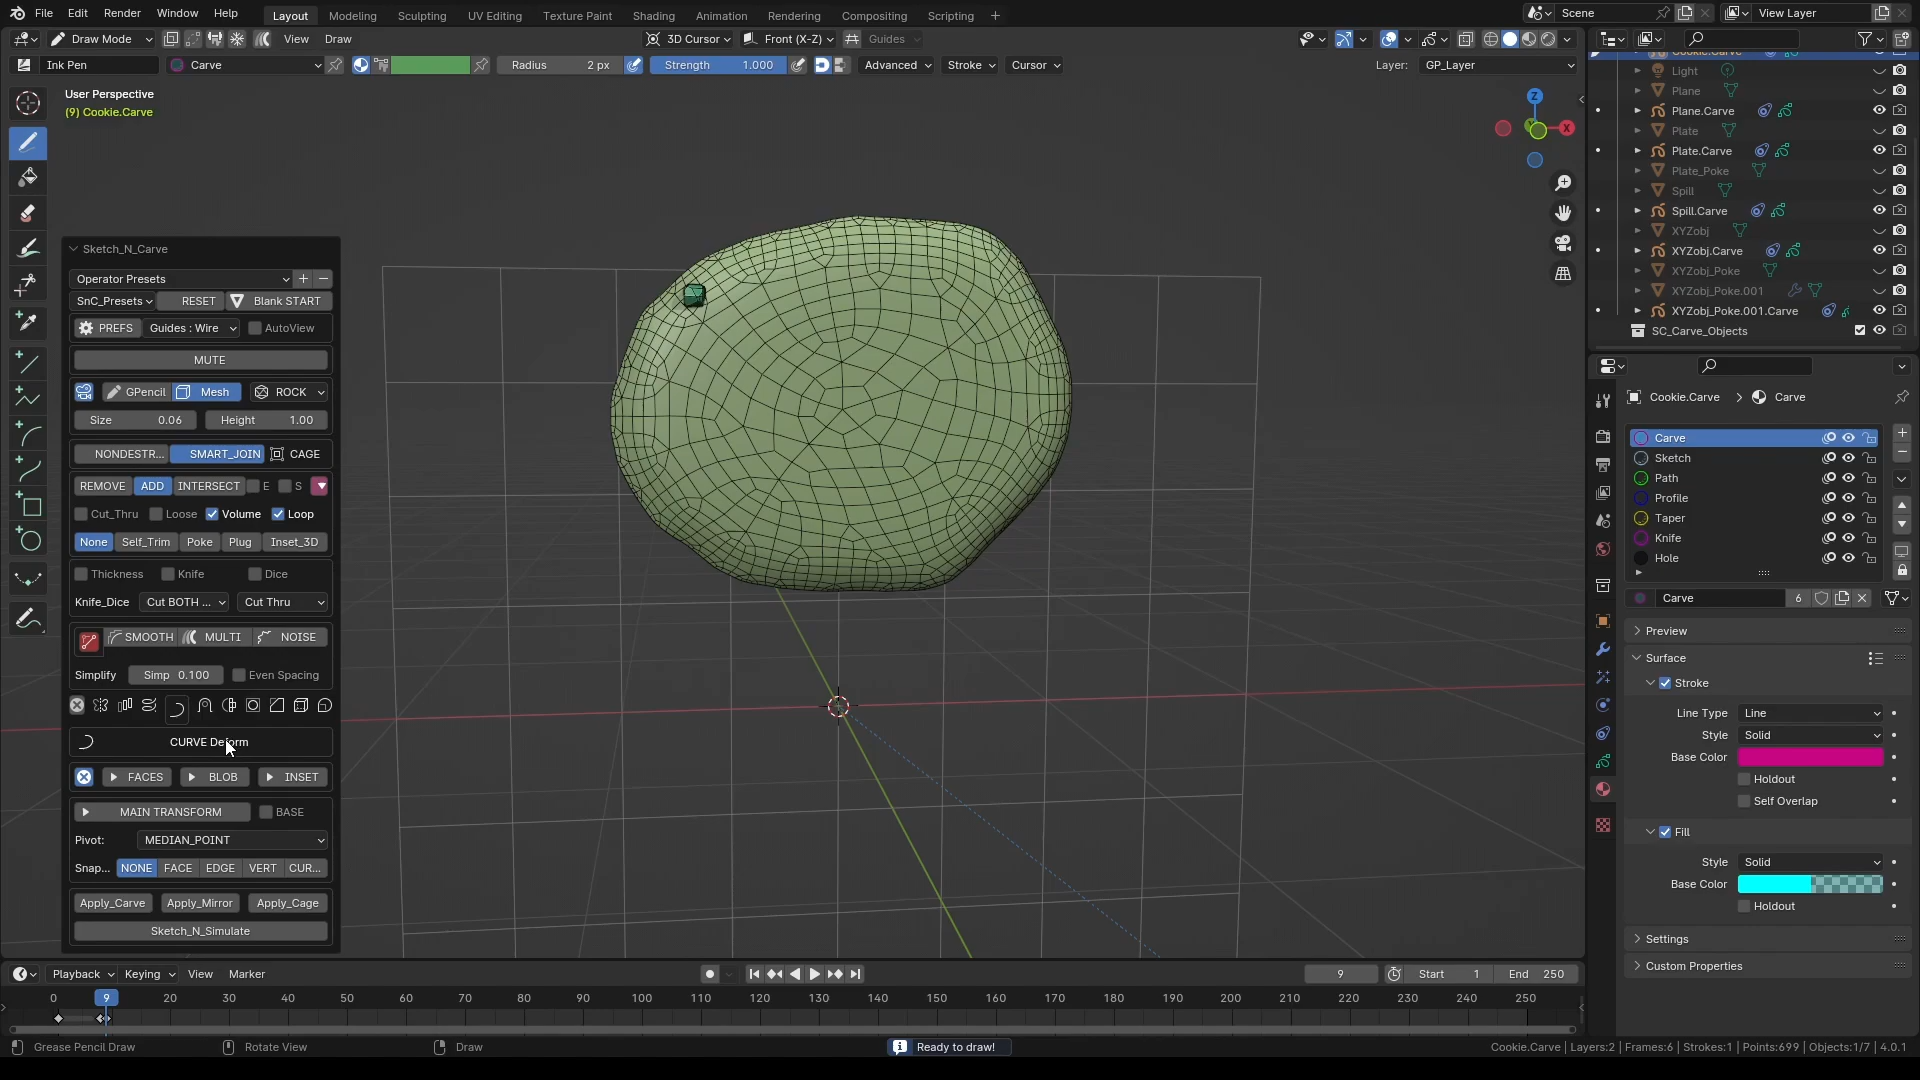 File Edit Render Window Help Layout Modeling Sculpting UV Editing Texture Paint Shading Animation Rendering Compositing Scripting + Scene View Layer
Draw Mode View Draw 3D Cursor Front (X-Z) Guides
Ink Pen Carve Radius 2 px Strength 1.000 Advanced Stroke Cursor Layer: GP_Layer
User Perspective
(9) Cookie.Carve
Z
X
Light
Plane
Plane.Carve
Plate
Plate.Carve
Plate_Poke
Spill
Spill.Carve
XYZobj
XYZobj.Carve
XYZobj_Poke
XYZobj_Poke.001
XYZobj_Poke.001.Carve
SC_Carve_Objects
Sketch_N_Carve
Operator Presets
SnC_Presets RESET Blank START
PREFS Guides : Wire AutoView
MUTE
GPencil Mesh ROCK
Size 0.06 Height 1.00
NONDESTR... SMART_JOIN CAGE
REMOVE ADD INTERSECT E S
Cut_Thru Loose Volume Loop
None Self_Trim Poke Plug Inset_3D
Thickness Knife Dice
Knife_Dice Cut BOTH ... Cut Thru
SMOOTH MULTI NOISE
Simplify Simp 0.100 Even Spacing
CURVE Deform
FACES BLOB INSET
MAIN TRANSFORM BASE
Pivot: MEDIAN_POINT
Snap... NONE FACE EDGE VERT CUR...
Apply_Carve Apply_Mirror Apply_Cage
Sketch_N_Simulate
Cookie.Carve > Carve
Carve
Sketch
Path
Profile
Taper
Knife
Hole
Carve 6
Preview
Surface
Stroke
Line Type Line
Style Solid
Base Color
Holdout
Self Overlap
Fill
Style Solid
Base Color
Holdout
Settings
Custom Properties
Playback Keying View Marker 9 Start 1 End 250
0 9 20 30 40 50 60 70 80 90 100 110 120 130 140 150 160 170 180 190 200 210 220 230 240 250
Grease Pencil Draw Rotate View Draw Ready to draw! Cookie.Carve | Layers:2 | Frames:6 | Strokes:1 | Points:699 | Objects:1/7 | 4.0.1